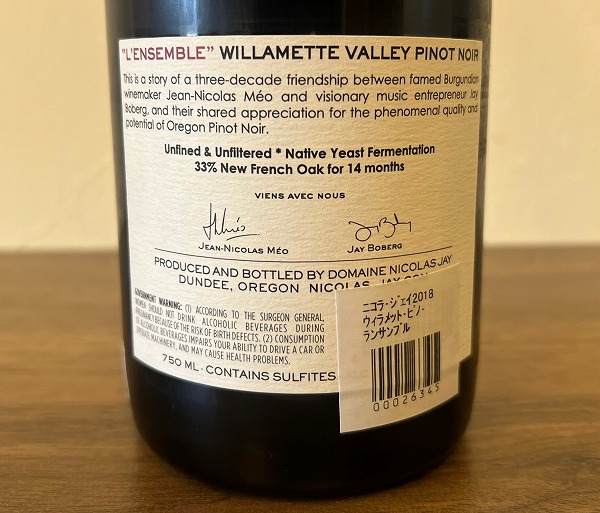 "L'ENSEMBLE" WILLAMETTE VALLEY PINOT NOIR
This is a story of a three-decade friendship between famed Burgundian
winemaker Jean-Nicolas Méo and visionary music entrepreneur Jay
Boberg, and their shared appreciation for the phenomenal quality and
potential of Oregon Pinot Noir.
Unfined & Unfiltered * Native Yeast Fermentation
33% New French Oak for 14 months
VIENS AVEC NOUS
JEAN-NICOLAS MÉO
JAY BOBERG
PRODUCED AND BOTTLED BY DOMAINE NICOLAS JAY
DUNDEE, OREGON NICOLAS-JAY.COM
GOVERNMENT WARNING: (1) ACCORDING TO THE SURGEON GENERAL,
WOMEN SHOULD NOT DRINK ALCOHOLIC BEVERAGES DURING
PREGNANCY BECAUSE OF THE RISK OF BIRTH DEFECTS. (2) CONSUMPTION
OF ALCOHOLIC BEVERAGES IMPAIRS YOUR ABILITY TO DRIVE A CAR OR
OPERATE MACHINERY, AND MAY CAUSE HEALTH PROBLEMS.
750 ML · CONTAINS SULFITES
ニコラ・ジェイ2018
ウィラメット・ピノ・
ランサンブル
00026345